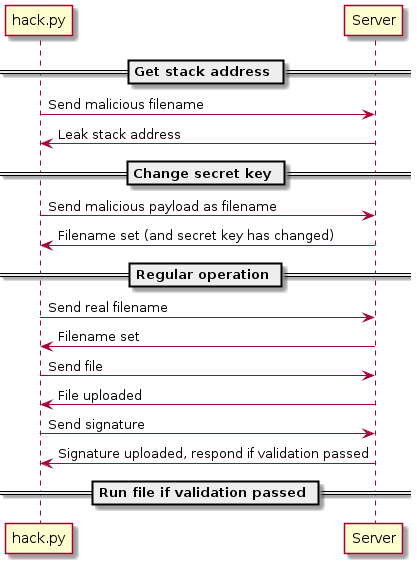 hack.py Server
Get stack address
Send malicious filename
Leak stack address
Change secret key
Send malicious payload as filename
Filename set (and secret key has changed)
Regular operation
Send real filename
Filename set
Send file
File uploaded
Send signature
Signature uploaded, respond if validation passed
Run file if validation passed
hack.py Server